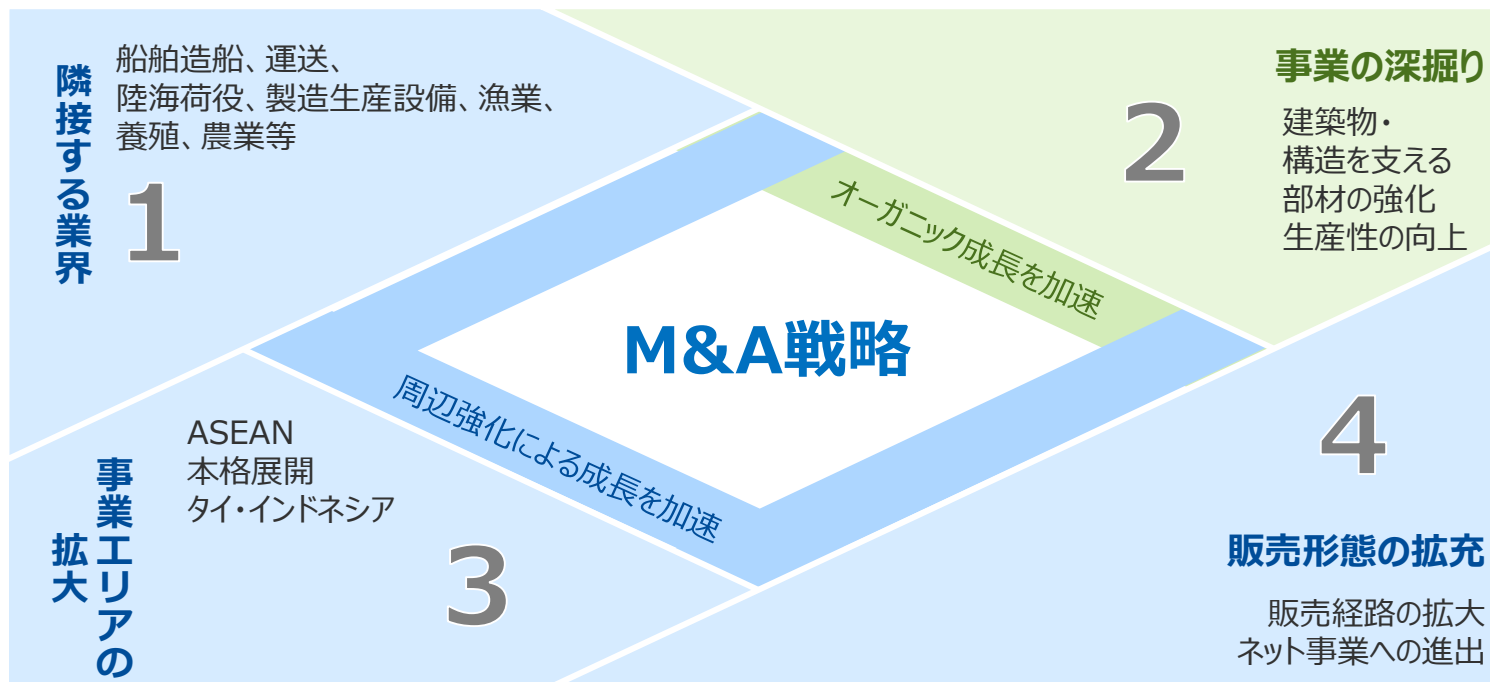 隣接する業界
船舶造船、運送、
陸海荷役、製造生産設備、漁業、
養殖、農業等
1
事業の深掘り
2
建築物・
構造を支える
部材の強化
生産性の向上
オーガニック成長を加速
M&A戦略
周辺強化による成長を加速
事業エリアの
拡大
ASEAN
本格展開
タイ・インドネシア
3
4
販売形態の拡充
販売経路の拡大
ネット事業への進出